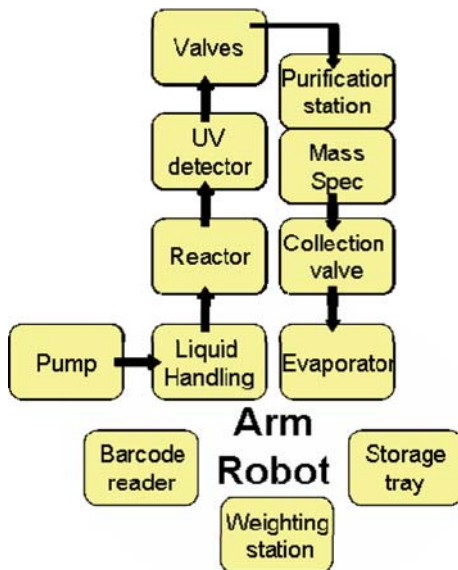 Valves
Purification
station
UV
detector
Mass
Spec
Reactor
Collection
valve
Pump
Liquid
Handling
Evaporator
Arm
Robot
Barcode
reader
Storage
tray
Weighting
station